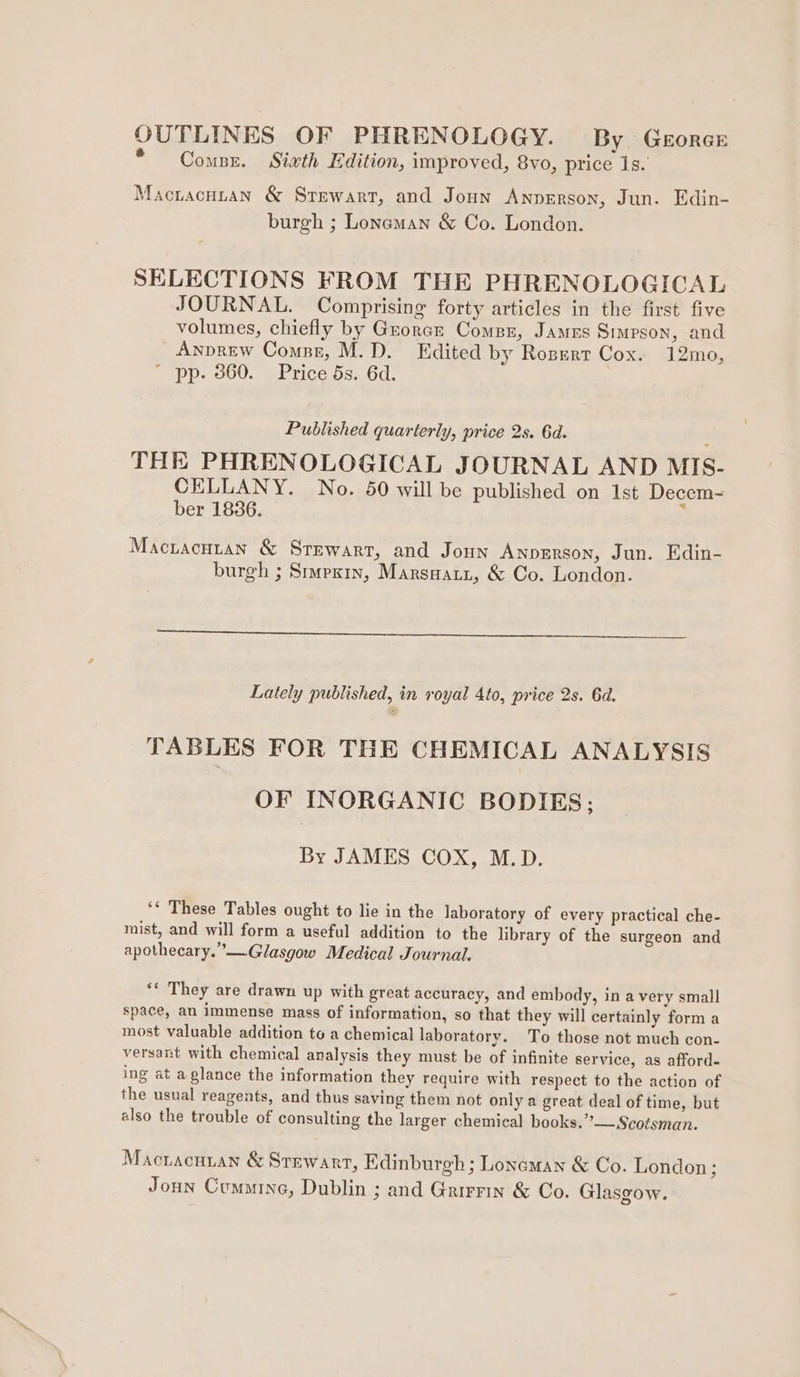 OUTLINES OF PHRENOLOGY. By George
Combe. Sixth Edition, improved, 8vo, price 1s.
Maclachlan & Stewart, and John Anderson, Jun. Edin-
burgh ; Longman & Co. London.
SELECTIONS FROM THE PHRENOLOGICAL
JOURNAL. Comprising forty articles in the first five
volumes, chiefly by George Combe, James Simpson, and
Andrew Combe, M. D. Edited by Robert Cox. 12mo,
pp. 360. Price 5s. 6d.
Published quarterly, price 2s. 6d.
THE PHRENOLOGICAL JOURNAL AND MIS-
CELLANY. No. 50 will be published on 1st Decem-
ber 1836.
Maclachlan & Stewart, and John Anderson, Jun. Edin-
burgh ; Simpkin, Marshall, & Co. London.
Lately published, in royal 4to, price 2s. 6d.
TABLES FOR THE CHEMICAL ANALYSIS
OF INORGANIC BODIES;
By JAMES COX, M. D.
“ These Tables ought to lie in the laboratory of every practical che-
mist, and will form a useful addition to the library of the surgeon and
apothecary.”—Glasgow Medical Journal.
“ They are drawn up with great accuracy, and embody, in a very small
space, an immense mass of information, so that they will certainly form a
most valuable addition to a chemical laboratory. To those not much con-
versant with chemical analysis they must be of infinite service, as afford-
ing at a glance the information they require with respect to the action of
the usual reagents, and thus saving them not only a great deal of time, but
also the trouble of consulting the larger chemical books.”—Scotsman.
Maclachlan & Stewart, Edinburgh; Longman & Co. London;
John Cumming, Dublin ; and Griffin & Co. Glasgow.